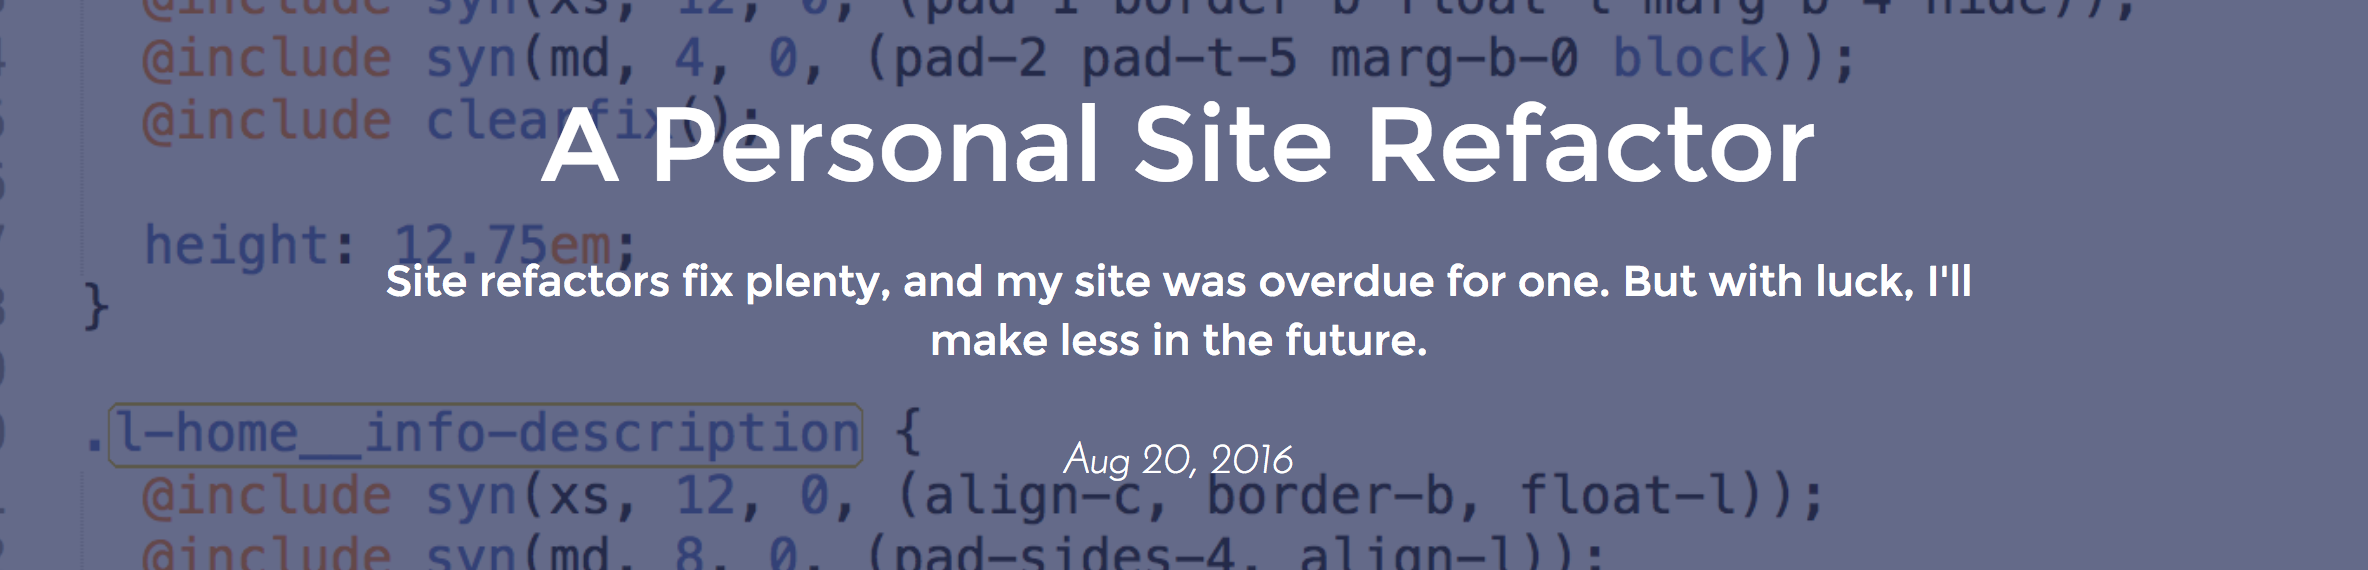 @include syn(xs, 12, 0, (pad-1 border-b float-l marg-b-4 hide));
@include syn(md, 4, 0, (pad-2 pad-t-5 marg-b-0 block));
@include clearfix();
A Personal Site Refactor
height: 12.75em;
Site refactors fix plenty, and my site was overdue for one. But with luck, I'll
make less in the future.
}
.l-home__info-description {
Aug 20, 2016
@include syn(xs, 12, 0, (align-c, border-b, float-l));
@include syn(md, 8, 0, (pad-sides-4, align-l));